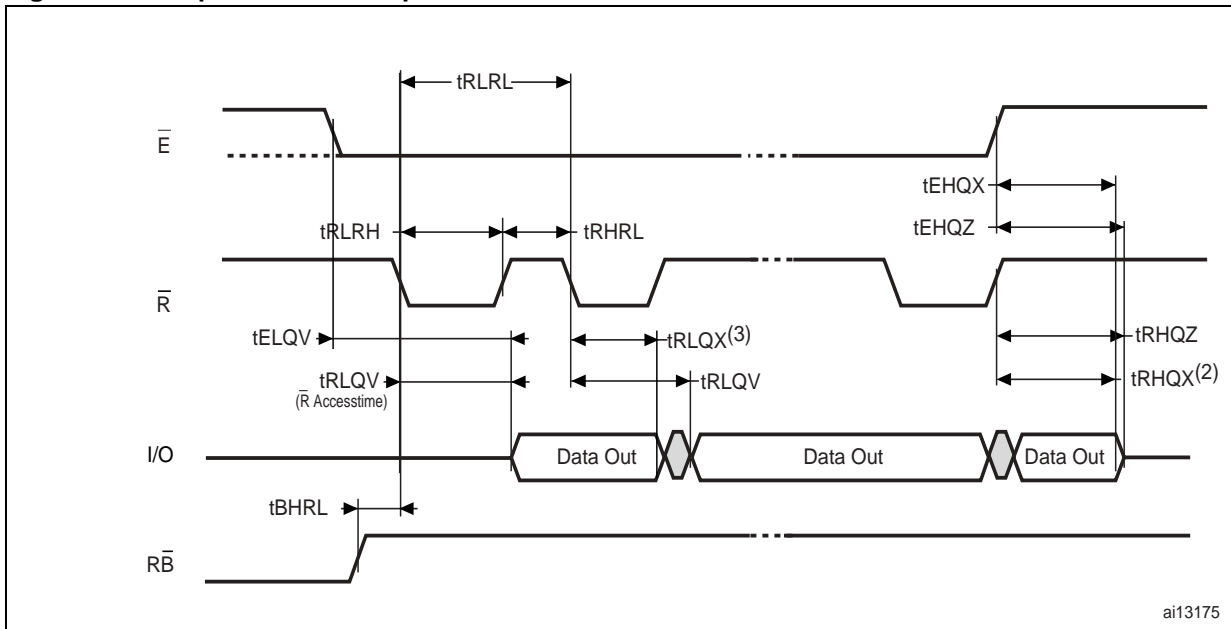 tRLRL
E̅
tEHQX
tEHQZ
tRLRH
tRHRL
R̅
tELQV
tRLQX(3)
tRHQZ
tRLQV
(R̅ Accesstime)
tRLQV
tRHQX(2)
I/O
Data Out
Data Out
Data Out
tBHRL
RB̅
ai13175